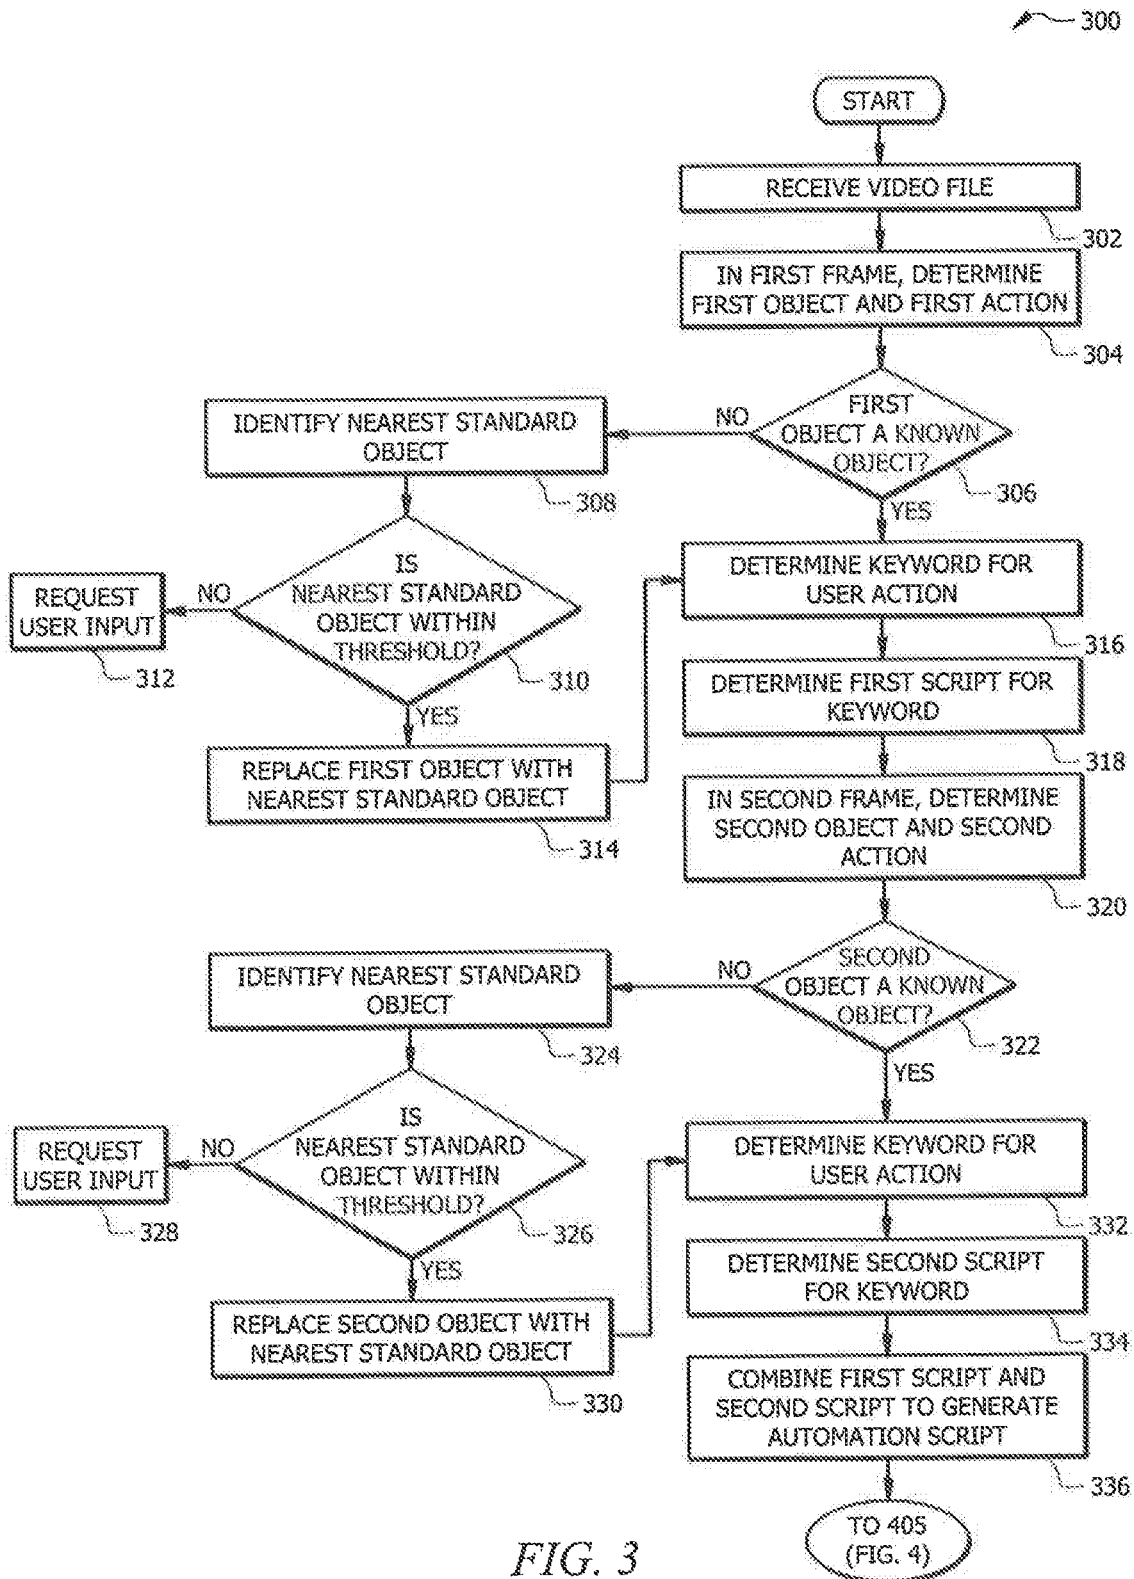 300
START
RECEIVE VIDEO FILE
302
IN FIRST FRAME, DETERMINE
FIRST OBJECT AND FIRST ACTION
304
FIRST
OBJECT A KNOWN
OBJECT?
306
NO
YES
IDENTIFY NEAREST STANDARD
OBJECT
308
IS
NEAREST STANDARD
OBJECT WITHIN
THRESHOLD?
310
NO
REQUEST
USER INPUT
312
YES
REPLACE FIRST OBJECT WITH
NEAREST STANDARD OBJECT
314
DETERMINE KEYWORD FOR
USER ACTION
316
DETERMINE FIRST SCRIPT FOR
KEYWORD
318
IN SECOND FRAME, DETERMINE
SECOND OBJECT AND SECOND
ACTION
320
SECOND
OBJECT A KNOWN
OBJECT?
322
NO
YES
IDENTIFY NEAREST STANDARD
OBJECT
324
IS
NEAREST STANDARD
OBJECT WITHIN
THRESHOLD?
326
NO
REQUEST
USER INPUT
328
YES
REPLACE SECOND OBJECT WITH
NEAREST STANDARD OBJECT
330
DETERMINE KEYWORD FOR
USER ACTION
332
DETERMINE SECOND SCRIPT
FOR KEYWORD
334
COMBINE FIRST SCRIPT AND
SECOND SCRIPT TO GENERATE
AUTOMATION SCRIPT
336
TO 405
(FIG. 4)
FIG. 3